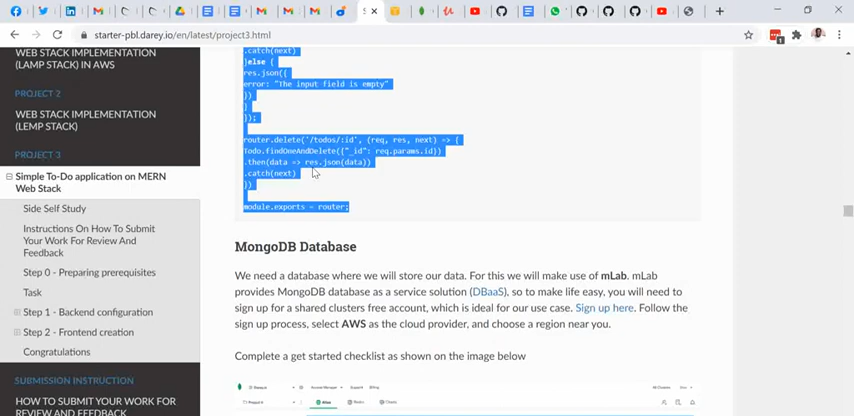 starter-pbl.darey.io/en/latest/project3.html
WEB STACK IMPLEMENTATION
(LAMP STACK) IN AWS
PROJECT 2
WEB STACK IMPLEMENTATION
(LEMP STACK)
PROJECT 3
Simple To-Do application on MERN
Web Stack
Side Self Study
Instructions On How To Submit
Your Work For Review And
Feedback
Step 0 - Preparing prerequisites
Task
Step 1 - Backend configuration
Step 2 - Frontend creation
Congratulations
SUBMISSION INSTRUCTION
HOW TO SUBMIT YOUR WORK FOR
REVIEW AND FEEDBACK
.catch(next)
}else {
res.json({
error: "The input field is empty"
})
}
});
router.delete('/todos/:id', (req, res, next) => {
Todo.findOneAndDelete({"_id": req.params.id})
.then(data => res.json(data))
.catch(next)
})
module.exports = router;
MongoDB Database
We need a database where we will store our data. For this we will make use of mLab. mLab
provides MongoDB database as a service solution (DBaaS), so to make life easy, you will need to
sign up for a shared clusters free account, which is ideal for our use case. Sign up here. Follow the
sign up process, select AWS as the cloud provider, and choose a region near you.
Complete a get started checklist as shown on the image below